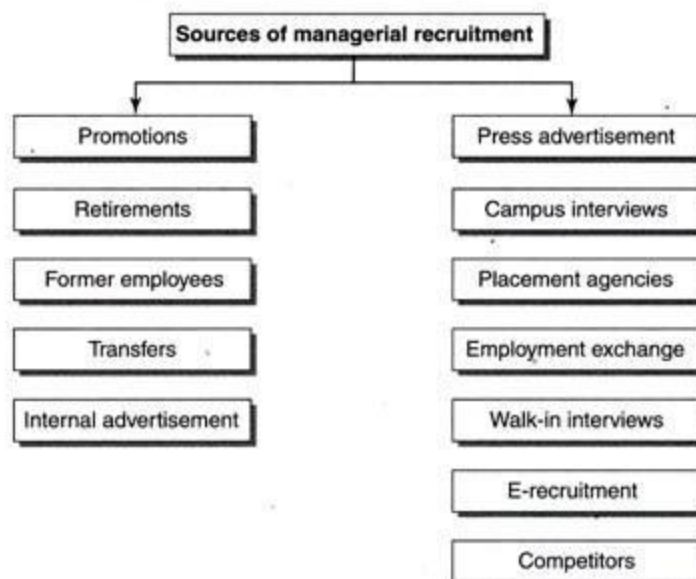 Sources of managerial recruitment
Promotions
Retirements
Former employees
Transfers
Internal advertisement
Press advertisement
Campus interviews
Placement agencies
Employment exchange
Walk-in interviews
E-recruitment
Competitors